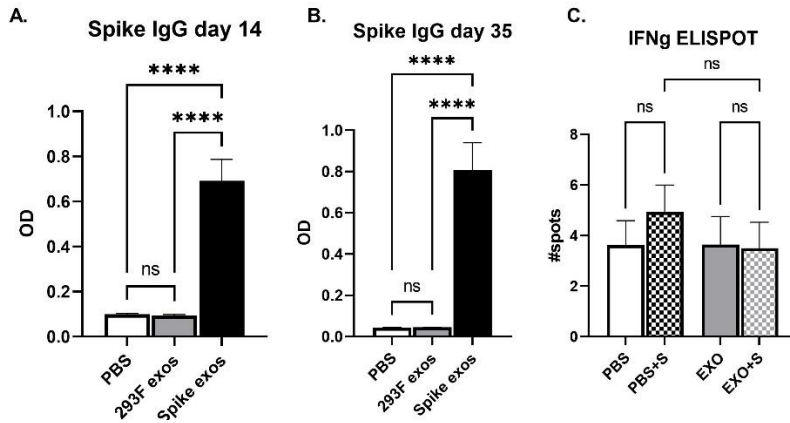 A.
Spike IgG day 14
****
****
ns
OD
1.0
0.8
0.6
0.4
0.2
0.0
PBS
293F exos
Spike exos
B.
Spike IgG day 35
****
****
ns
OD
1.0
0.8
0.6
0.4
0.2
0.0
PBS
293F exos
Spike exos
C.
IFNg ELISPOT
ns
ns
ns
#spots
8
6
4
2
0
PBS
PBS+S
EXO
EXO+S